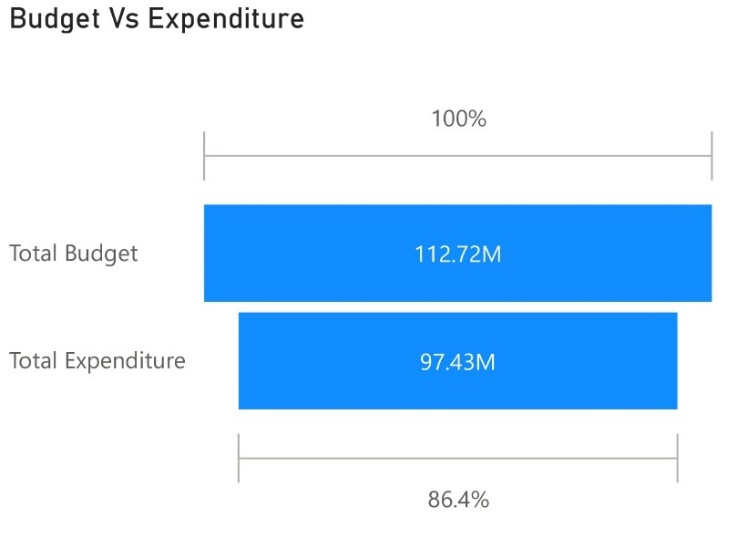 Budget Vs Expenditure
100%
Total Budget
112.72M
Total Expenditure
97.43M
86.4%